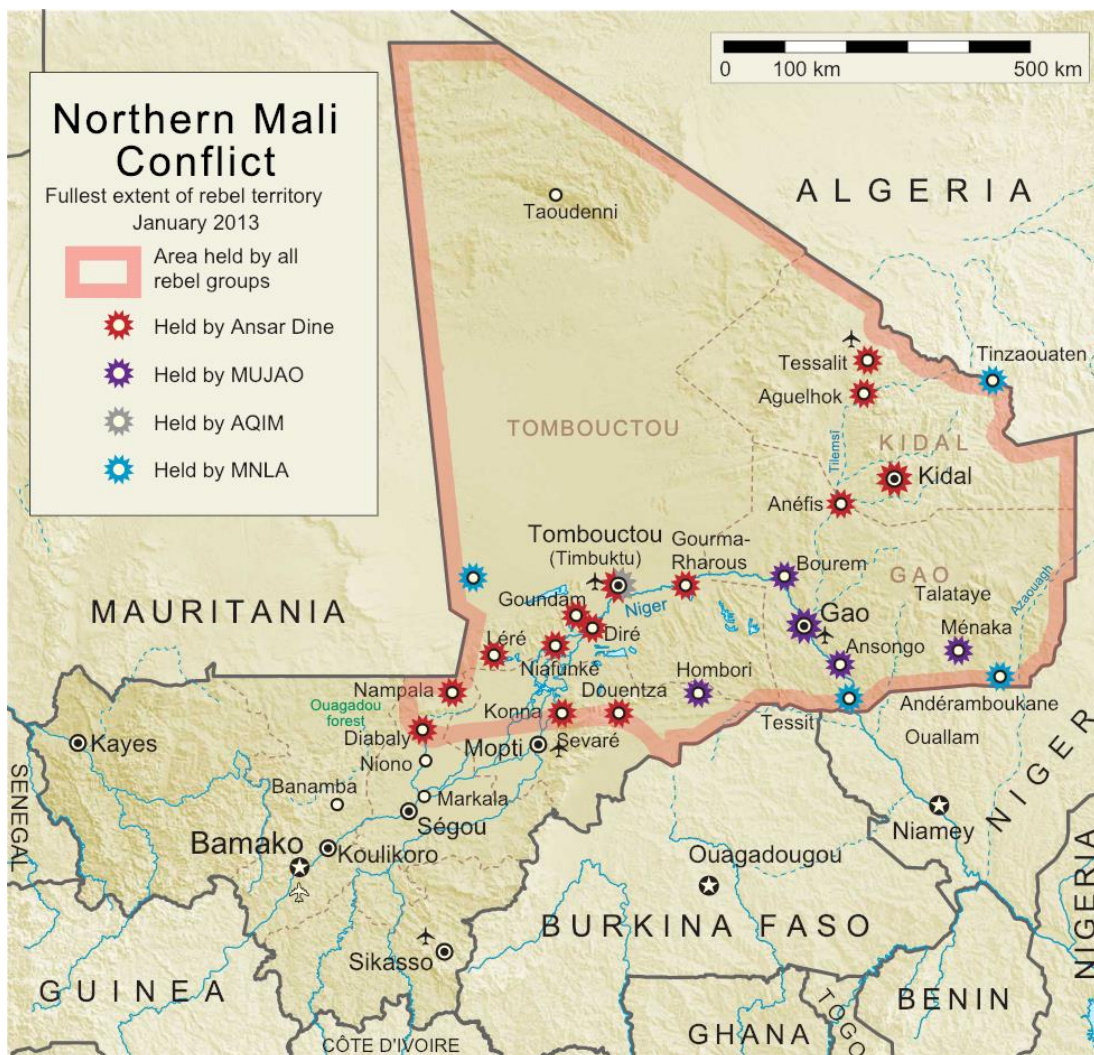 Northern Mali
Conflict
Fullest extent of rebel territory
January 2013
Area held by all
rebel groups
Held by Ansar Dine
Held by MUJAO
Held by AQIM
Held by MNLA
0 100 km 500 km
ALGERIA
Taoudenni
Tessalit
Tinzaouaten
Aguelhok
TOMBOUCTOU
Tilemsi
KIDAL
Kidal
Anéfis
Tombouctou
(Timbuktu)
Gourma-
Rharous
Bourem
GAO
MAURITANIA
Goundam
Niger
Talataye
Azaouagh
Gao
Diré
Léré
Niafunke
Ansongo
Ménaka
Hombori
Nampala
Ouagadou
forest
Konna
Douentza
Andéramboukane
Diabaly
Sevaré
Tessit
Kayes
Mopti
Ouallam
NIGER
Niono
SENEGAL
Banamba
Markala
Ségou
Niamey
Bamako
Koulikoro
Ouagadougou
BURKINA FASO
NIGERIA
Sikasso
GUINEA
BENIN
TOGO
GHANA
CÔTE D'IVOIRE